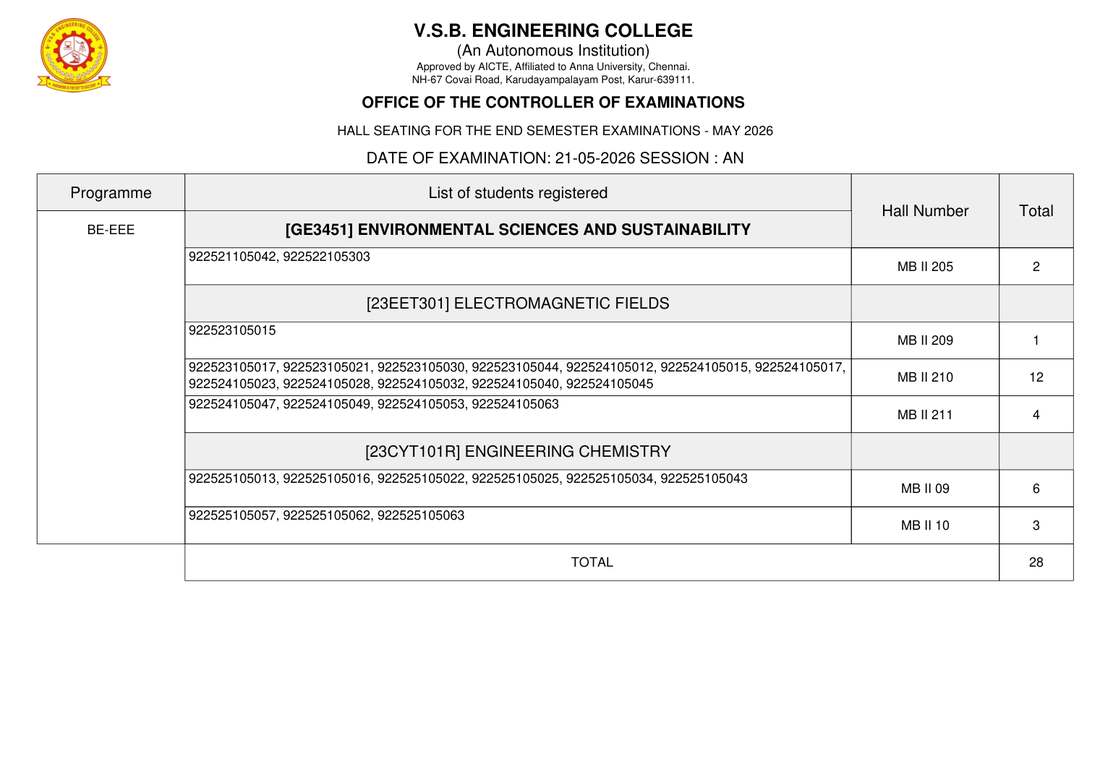 V.S.B. ENGINEERING COLLEGE
(An Autonomous Institution)
Approved by AICTE, Affiliated to Anna University, Chennai.
NH-67 Covai Road, Karudayampalayam Post, Karur-639111.
OFFICE OF THE CONTROLLER OF EXAMINATIONS
HALL SEATING FOR THE END SEMESTER EXAMINATIONS - MAY 2026
DATE OF EXAMINATION: 21-05-2026 SESSION : AN
Programme List of students registered Hall Number Total
BE-EEE [GE3451] ENVIRONMENTAL SCIENCES AND SUSTAINABILITY
922521105042, 922522105303 MB II 205 2
[23EET301] ELECTROMAGNETIC FIELDS
922523105015 MB II 209 1
922523105017, 922523105021, 922523105030, 922523105044, 922524105012, 922524105015, 922524105017,
922524105023, 922524105028, 922524105032, 922524105040, 922524105045 MB II 210 12
922524105047, 922524105049, 922524105053, 922524105063 MB II 211 4
[23CYT101R] ENGINEERING CHEMISTRY
922525105013, 922525105016, 922525105022, 922525105025, 922525105034, 922525105043 MB II 09 6
922525105057, 922525105062, 922525105063 MB II 10 3
TOTAL 28